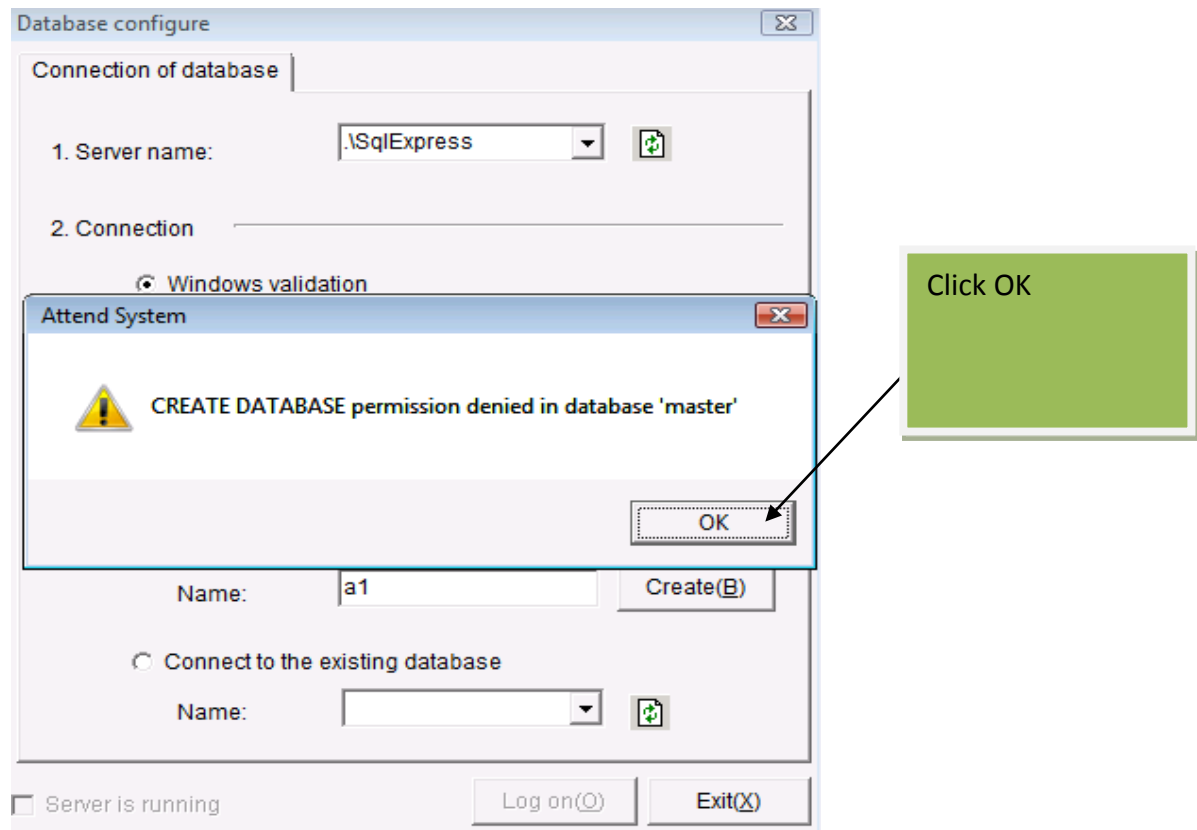 Database configure
Connection of database
1. Server name:
.\SqlExpress
2. Connection
Windows validation
Attend System
CREATE DATABASE permission denied in database 'master'
OK
Click OK
Name:
a1
Create(B)
Connect to the existing database
Name:
Server is running
Log on(O)
Exit(X)